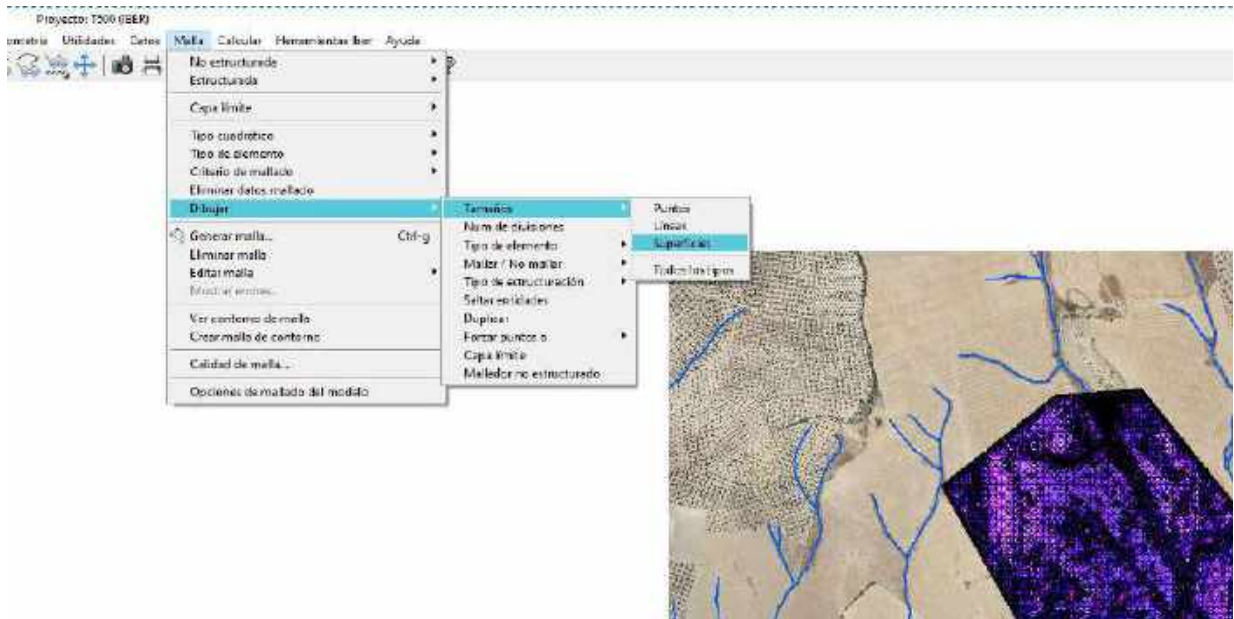 Proyecto: T500 (IBER)
ometría Utilidades Datos Malla Calcular Herramientas Iber Ayuda
No estructurada
Estructurada
Capa límite
Tipo cuadrático
Tipo de elemento
Criterio de mallado
Eliminar datos mallado
Dibujar
Generar malla... Ctrl-g
Eliminar malla
Editar malla
Mostrar errores...
Ver contorno de malla
Crear malla de contorno
Calidad de malla...
Opciones de mallado del modelo
Tamaños
Num de divisiones
Tipo de elemento
Mallar / No mallar
Tipo de estructuración
Saltar entidades
Duplicar
Forzar puntos a
Capa límite
Mallador no estructurado
Puntos
Líneas
Superficies
Todos los tipos